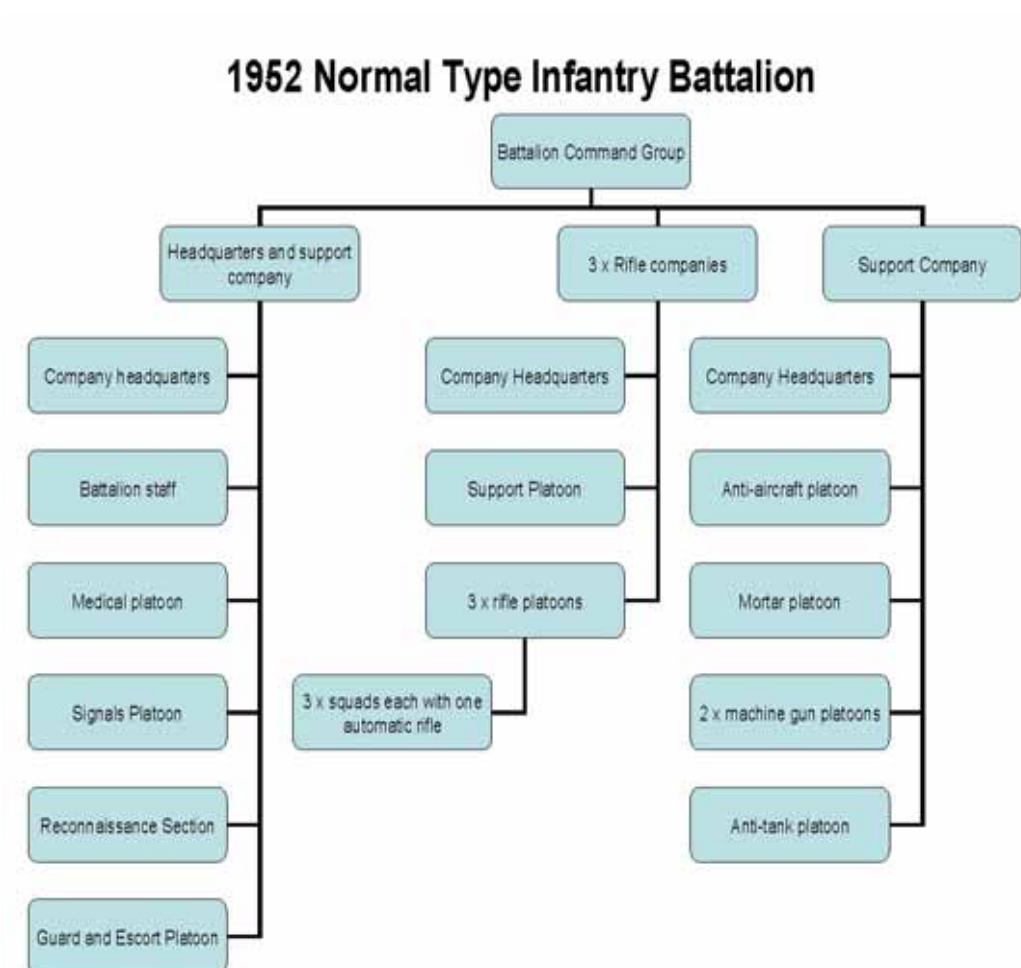 1952 Normal Type Infantry Battalion
Battalion Command Group
Headquarters and support
company
3 x Rifle companies
Support Company
Company headquarters
Company Headquarters
Company Headquarters
Battalion staff
Support Platoon
Anti-aircraft platoon
Medical platoon
3 x rifle platoons
Mortar platoon
Signals Platoon
3 x squads each with one
automatic rifle
2 x machine gun platoons
Reconnaissance Section
Anti-tank platoon
Guard and Escort Platoon